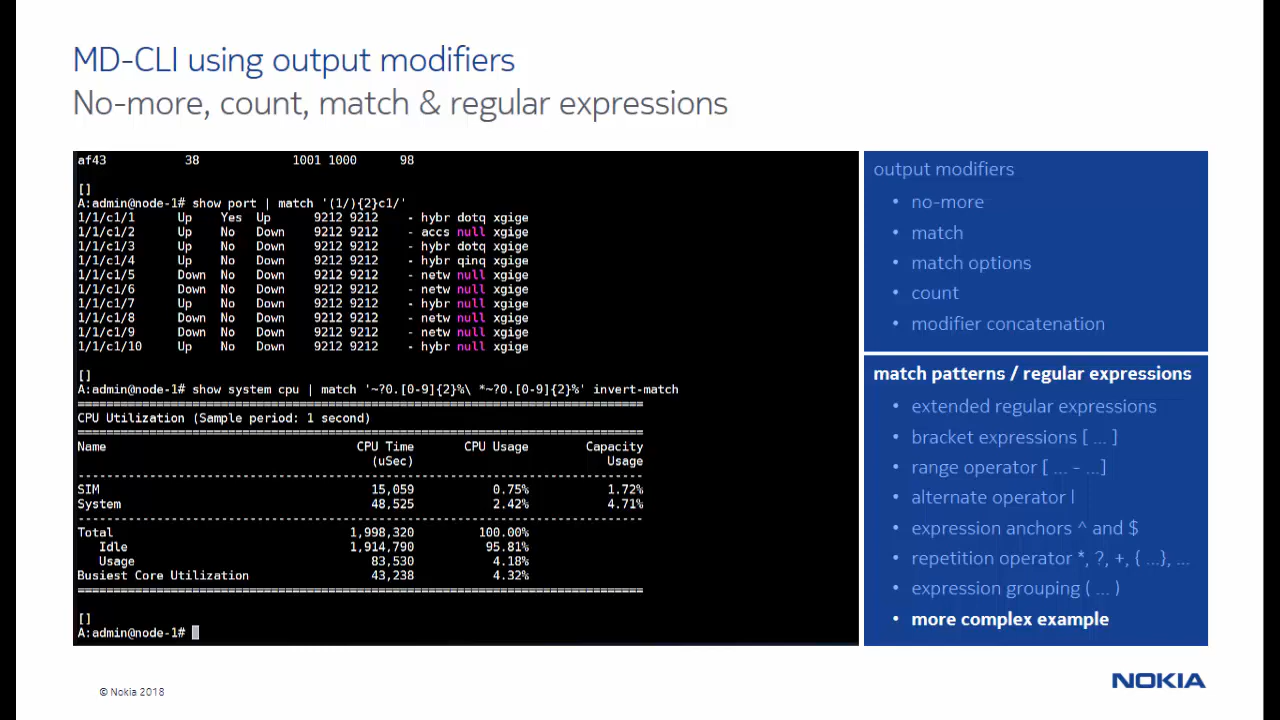 MD-CLI using output modifiers
No-more, count, match & regular expressions
af43 38 1001 1000 98
[]
A:admin@node-1# show port | match '(1/){2}c1/'
1/1/c1/1 Up Yes Up 9212 9212 - hybr dotq xgige
1/1/c1/2 Up No Down 9212 9212 - accs null xgige
1/1/c1/3 Up No Down 9212 9212 - hybr dotq xgige
1/1/c1/4 Up No Down 9212 9212 - hybr qinq xgige
1/1/c1/5 Down No Down 9212 9212 - netw null xgige
1/1/c1/6 Down No Down 9212 9212 - netw null xgige
1/1/c1/7 Up No Down 9212 9212 - hybr null xgige
1/1/c1/8 Down No Down 9212 9212 - netw null xgige
1/1/c1/9 Down No Down 9212 9212 - netw null xgige
1/1/c1/10 Up No Down 9212 9212 - hybr null xgige
[]
A:admin@node-1# show system cpu | match '~?0.[0-9]{2}%\ *~?0.[0-9]{2}%' invert-match
===============================================================================
CPU Utilization (Sample period: 1 second)
===============================================================================
Name CPU Time CPU Usage Capacity
(uSec) Usage
-------------------------------------------------------------------------------
SIM 15,059 0.75% 1.72%
System 48,525 2.42% 4.71%
-------------------------------------------------------------------------------
Total 1,998,320 100.00%
Idle 1,914,790 95.81%
Usage 83,530 4.18%
Busiest Core Utilization 43,238 4.32%
===============================================================================
[]
A:admin@node-1#
output modifiers
• no-more
• match
• match options
• count
• modifier concatenation
match patterns / regular expressions
• extended regular expressions
• bracket expressions [ ... ]
• range operator [ ... - ...]
• alternate operator |
• expression anchors ^ and $
• repetition operator *, ?, +, { ...}, ...
• expression grouping ( ... )
• more complex example
© Nokia 2018
NOKIA